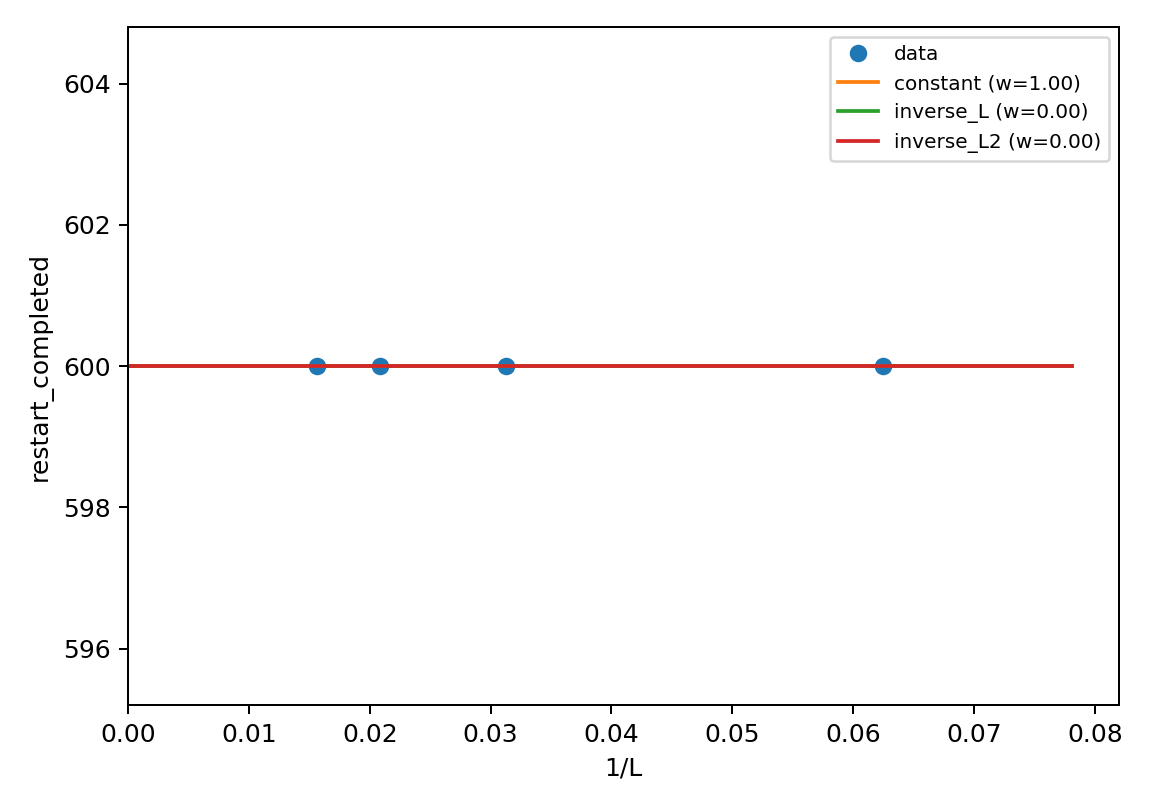 604
602
600
598
596
restart_completed
0.00 0.01 0.02 0.03 0.04 0.05 0.06 0.07 0.08
1/L
data
constant (w=1.00)
inverse_L (w=0.00)
inverse_L2 (w=0.00)